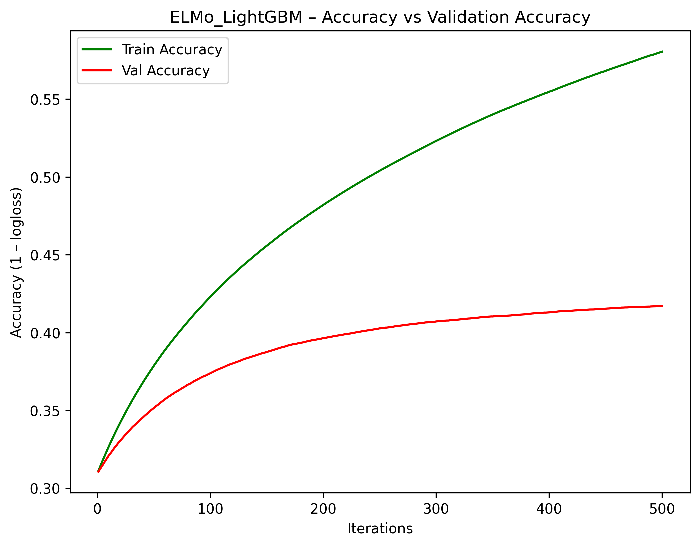 ELMo_LightGBM – Accuracy vs Validation Accuracy
Train Accuracy
Val Accuracy
Accuracy (1 – logloss)
0.55
0.50
0.45
0.40
0.35
0.30
0 100 200 300 400 500
Iterations